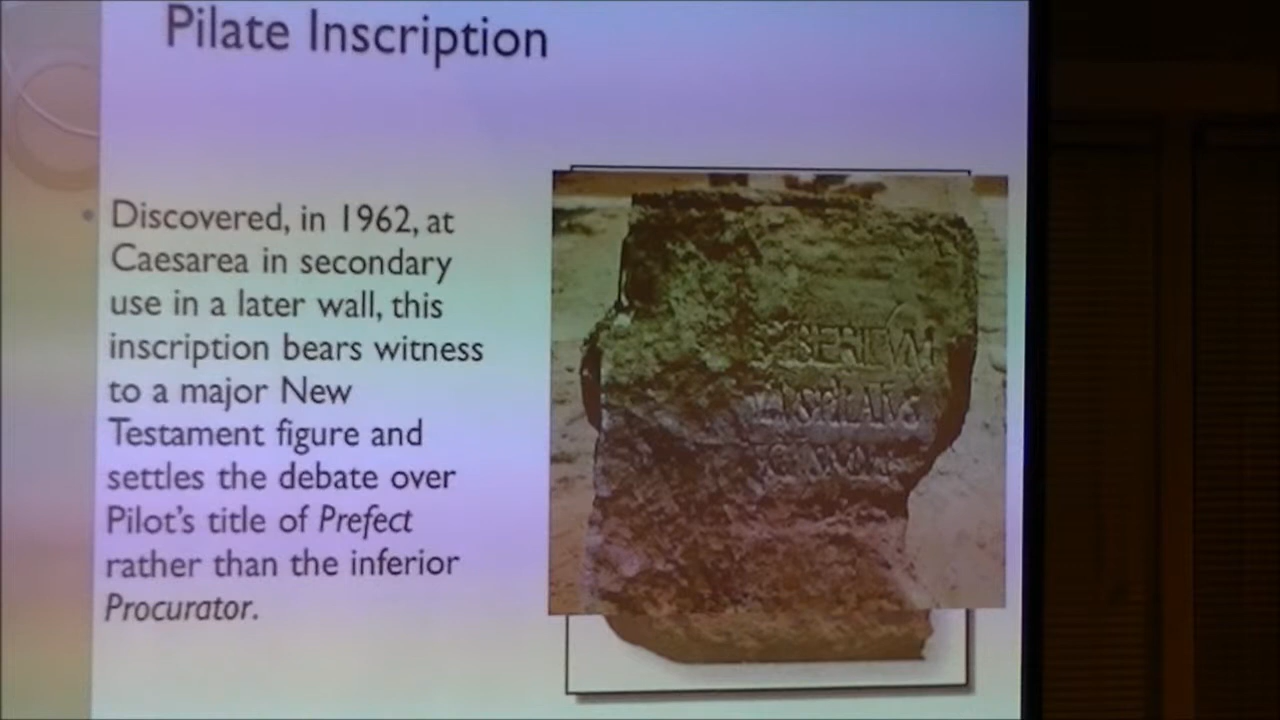 Pilate Inscription
Discovered, in 1962, at
Caesarea in secondary
use in a later wall, this
inscription bears witness
to a major New
Testament figure and
settles the debate over
Pilot's title of Prefect
rather than the inferior
Procurator.